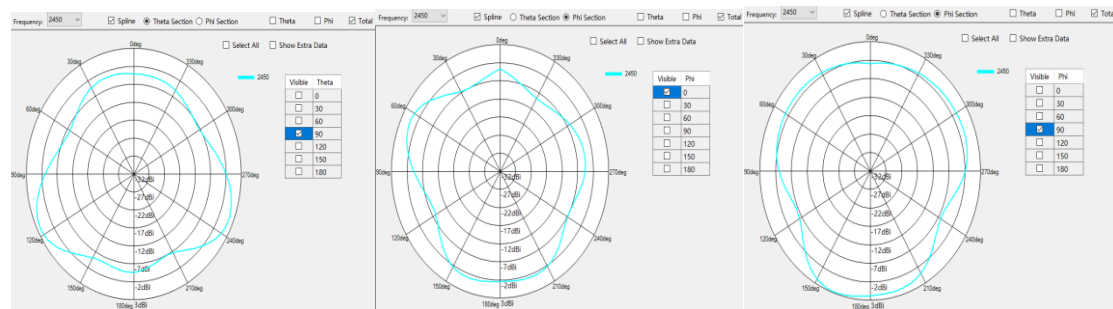 Frequency: 2450 Spline Theta Section Phi Section Theta Phi Total
Select All Show Extra Data
2450
Visible Theta
0
30
60
90
120
150
180
0deg
30deg
60deg
90deg
120deg
150deg
180deg
210deg
240deg
270deg
300deg
330deg
-27dBi
-22dBi
-17dBi
-12dBi
-7dBi
-2dBi
3dBi
Frequency: 2450 Spline Theta Section Phi Section Theta Phi Total
Select All Show Extra Data
2450
Visible Phi
0
30
60
90
120
150
180
0deg
30deg
60deg
90deg
120deg
150deg
180deg
210deg
240deg
270deg
300deg
330deg
-27dBi
-22dBi
-17dBi
-12dBi
-7dBi
-2dBi
3dBi
Frequency: 2450 Spline Theta Section Phi Section Theta Phi Total
Select All Show Extra Data
2450
Visible Phi
0
30
60
90
120
150
180
0deg
30deg
60deg
90deg
120deg
150deg
180deg
210deg
240deg
270deg
300deg
330deg
-27dBi
-22dBi
-17dBi
-12dBi
-7dBi
-2dBi
3dBi